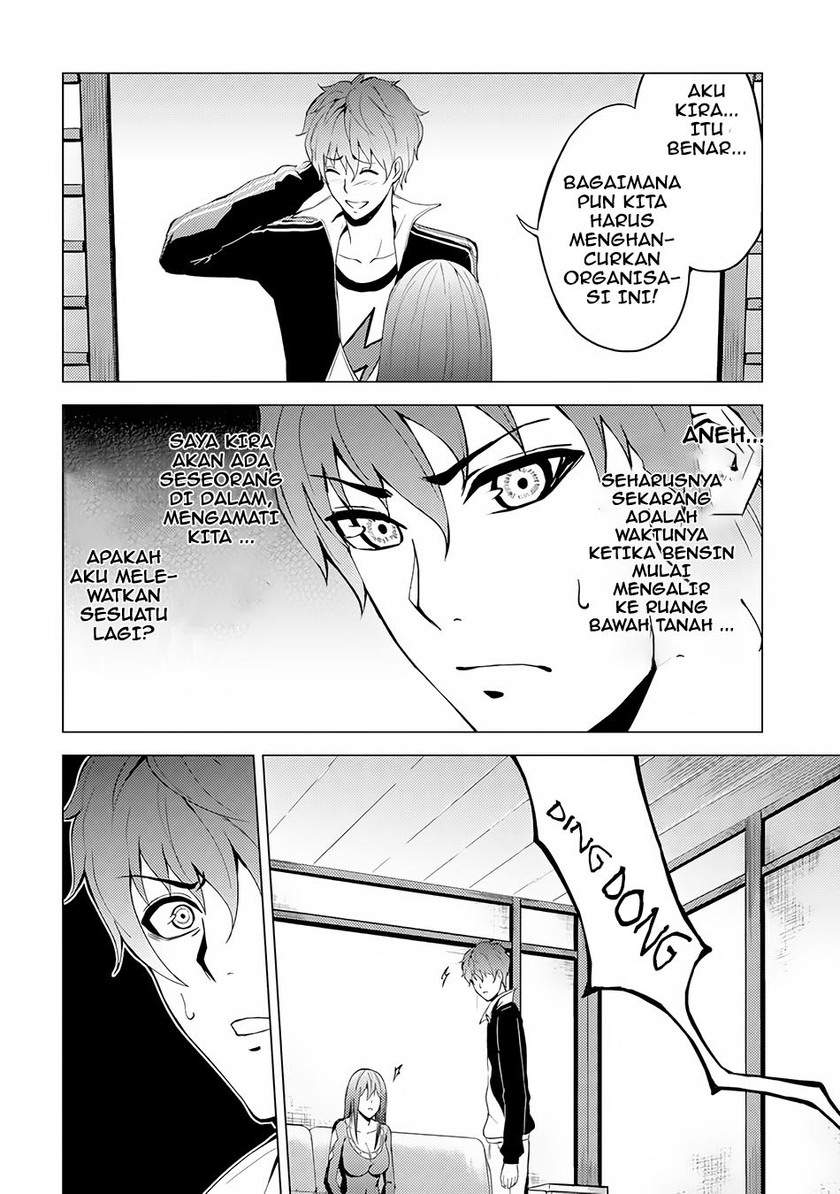 AKU
KIRA...
ITU
BENAR...
BAGAIMANA
PUN KITA
HARUS
MENGHAN-
CURKAN
ORGANISA-
SI INI!
ANEH...
SEHARUSNYA
SEKARANG
ADALAH
WAKTUNYA
KETIKA BENSIN
MULAI
MENGALIR
KE RUANG
BAWAH TANAH ...
SAYA KIRA
AKAN ADA
SESEORANG
DI DALAM,
MENGAMATI
KITA ...
APAKAH
AKU MELE-
WATKAN
SESUATU
LAGI?
DING DONG